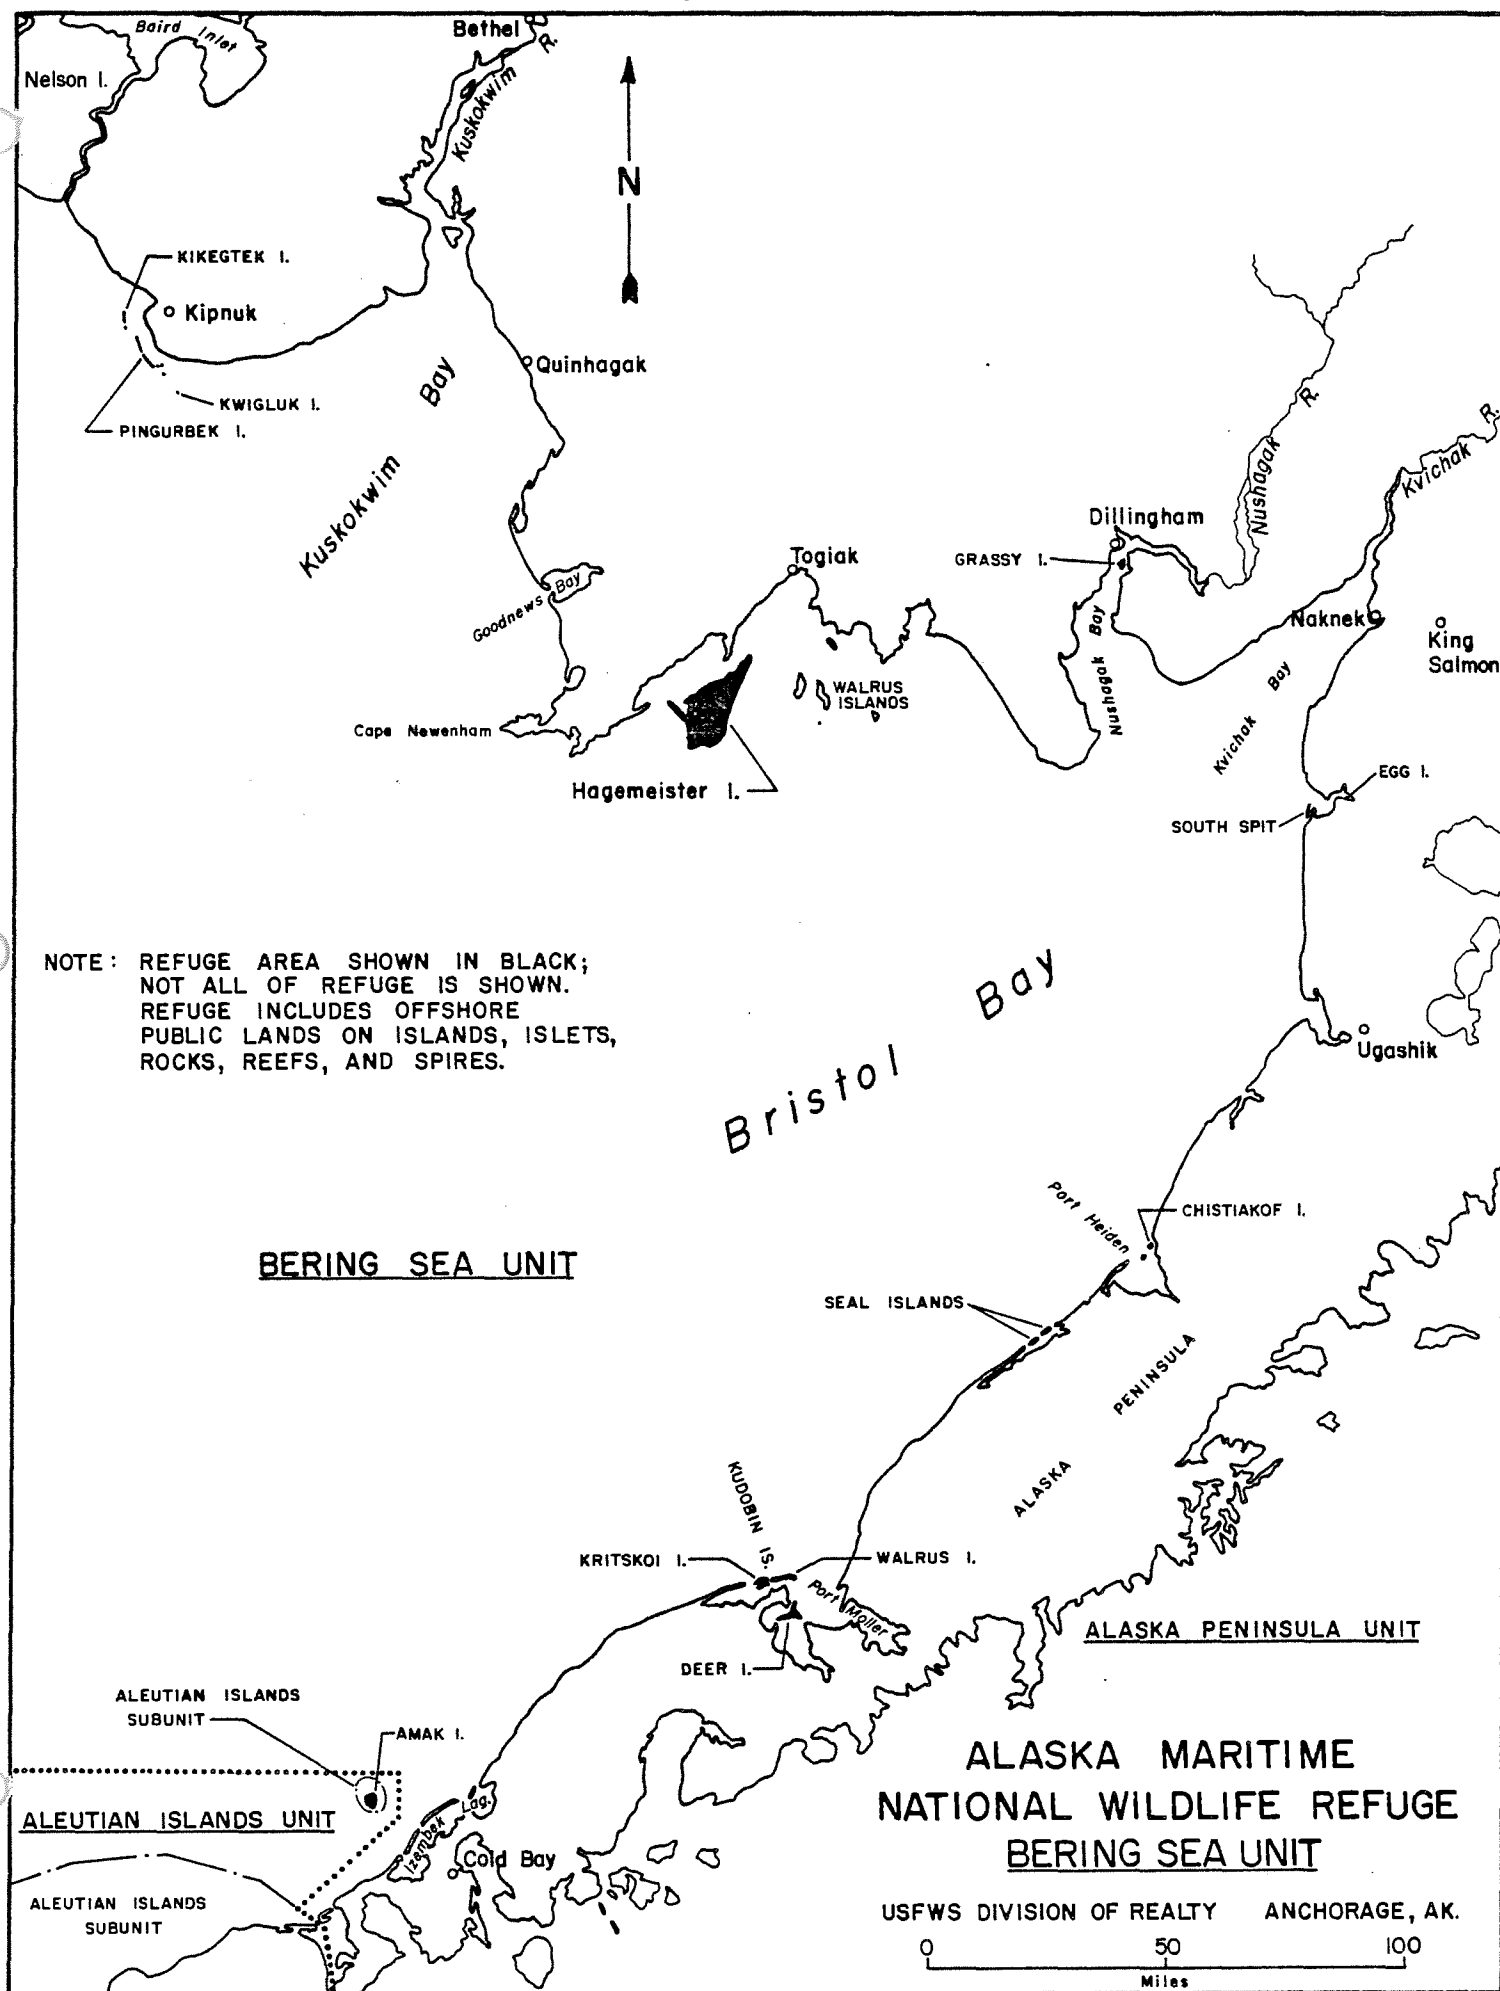 Baird Inlet
Bethel
R.
Nelson I.
Kuskokwim
N
KIKEGTEK I.
Kipnuk
Quinhagak
KWIGLUK I.
PINGURBEK I.
Kuskokwim Bay
Nushagak R.
Kvichak R.
Dillingham
GRASSY I.
Togiak
Goodnews Bay
Naknek
King
Salmon
Nushagak Bay
Kvichak Bay
WALRUS
ISLANDS
Cape Newenham
Hagemeister I.
EGG I.
SOUTH SPIT
NOTE: REFUGE AREA SHOWN IN BLACK;
NOT ALL OF REFUGE IS SHOWN.
REFUGE INCLUDES OFFSHORE
PUBLIC LANDS ON ISLANDS, ISLETS,
ROCKS, REEFS, AND SPIRES.
Bristol Bay
Ugashik
Port Heiden
CHISTIAKOF I.
BERING SEA UNIT
SEAL ISLANDS
ALASKA PENINSULA
KUDOBIN IS.
KRITSKOI I.
WALRUS I.
Port Moller
DEER I.
ALASKA PENINSULA UNIT
ALEUTIAN ISLANDS
SUBUNIT
AMAK I.
ALEUTIAN ISLANDS UNIT
Izembek Lag.
Cold Bay
ALEUTIAN ISLANDS
SUBUNIT
ALASKA MARITIME
NATIONAL WILDLIFE REFUGE
BERING SEA UNIT
USFWS DIVISION OF REALTY ANCHORAGE, AK.
0 50 100
Miles